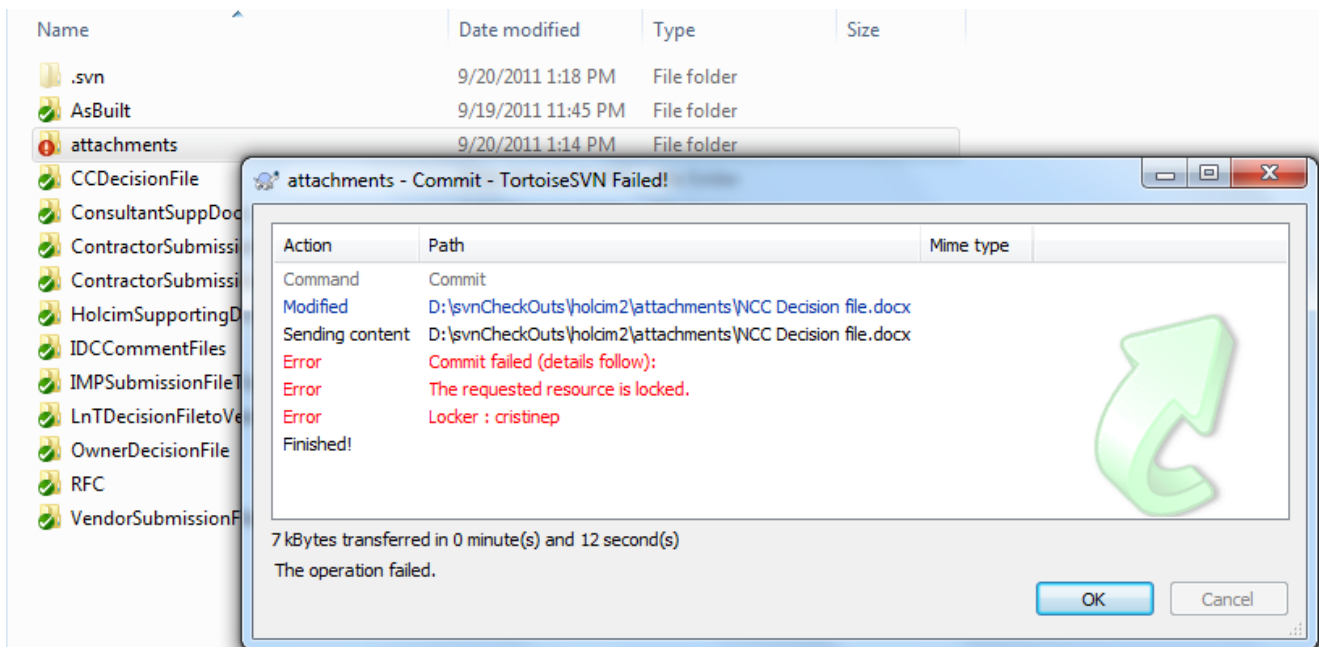 Name Date modified Type Size
.svn 9/20/2011 1:18 PM File folder
AsBuilt 9/19/2011 11:45 PM File folder
attachments 9/20/2011 1:14 PM File folder
CCDecisionFile
ConsultantSuppDoc
ContractorSubmissi
ContractorSubmissi
HolcimSupportingD
IDCCommentFiles
IMPSubmissionFileT
LnTDecisionFiletoVe
OwnerDecisionFile
RFC
VendorSubmissionF
attachments - Commit - TortoiseSVN Failed!
Action Path Mime type
Command Commit
Modified D:\svnCheckOuts\holcim2\attachments\NCC Decision file.docx
Sending content D:\svnCheckOuts\holcim2\attachments\NCC Decision file.docx
Error Commit failed (details follow):
Error The requested resource is locked.
Error Locker : cristinep
Finished!
7 kBytes transferred in 0 minute(s) and 12 second(s)
The operation failed.
OK Cancel